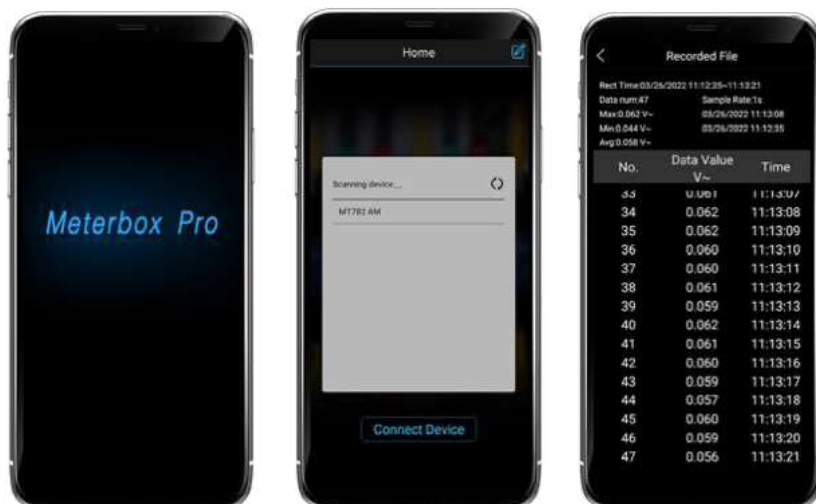 Meterbox Pro
Home
Scanning device...
MT782 AM
Connect Device
Recorded File
Rect Time:03/26/2022 11:12:35~11:13:21
Data num:47 Sample Rate:1s
Max:0.062 V~ 03/26/2022 11:13:08
Min:0.044 V~ 03/26/2022 11:12:35
Avg:0.058 V~
No. Data Value Time
V~
33 0.061 11:13:07
34 0.062 11:13:08
35 0.062 11:13:09
36 0.060 11:13:10
37 0.060 11:13:11
38 0.061 11:13:12
39 0.059 11:13:13
40 0.062 11:13:14
41 0.061 11:13:15
42 0.060 11:13:16
43 0.059 11:13:17
44 0.057 11:13:18
45 0.060 11:13:19
46 0.059 11:13:20
47 0.056 11:13:21